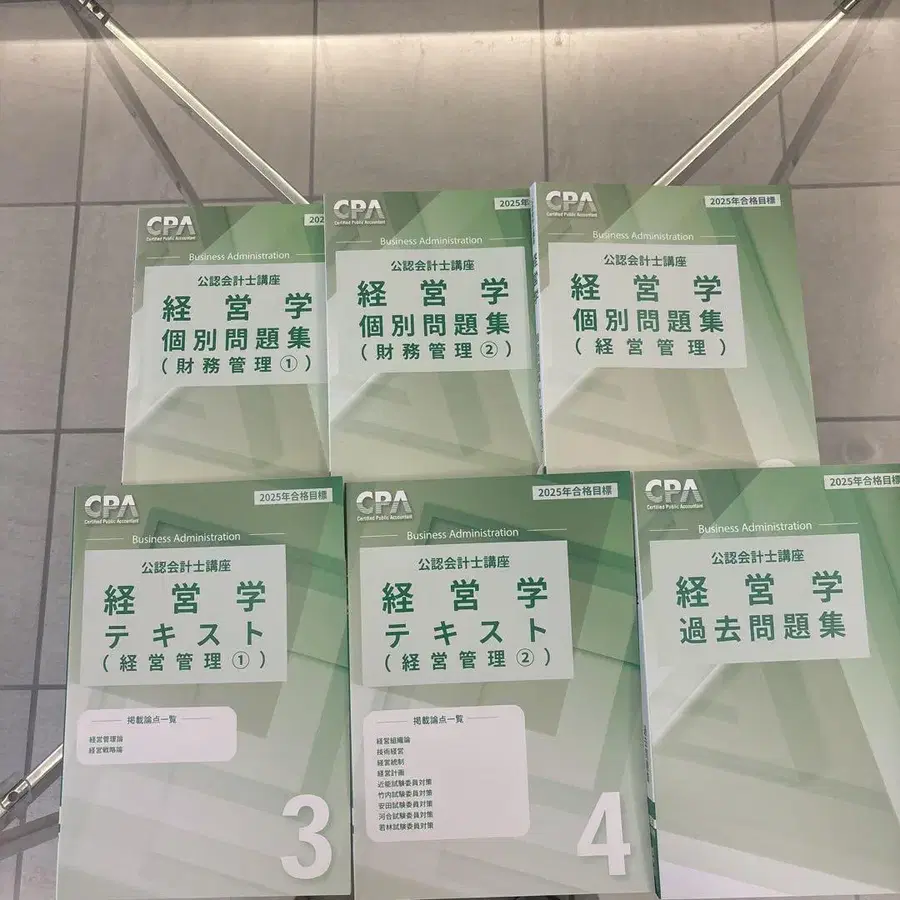 CPA
Certified Public Accountant
202
Business Administration
公認会計士講座
経営学
個別問題集
(財務管理①)
CPA
Certified Public Accountant
2025年
Business Administration
公認会計士講座
経営学
個別問題集
(財務管理②)
CPA
Certified Public Accountant
2025年合格目標
Business Administration
公認会計士講座
経営学
個別問題集
(経営管理)
CPA
Certified Public Accountant
2025年合格目標
Business Administration
公認会計士講座
経営学
テキスト
(経営管理①)
掲載論点一覧
経営管理論
経営戦略論
3
CPA
Certified Public Accountant
2025年合格目標
Business Administration
公認会計士講座
経営学
テキスト
(経営管理②)
掲載論点一覧
経営組織論
技術経営
経営統制
経営計画
近能試験委員対策
竹内試験委員対策
安田試験委員対策
河合試験委員対策
若林試験委員対策
4
CPA
Certified Public Accountant
2025年合格目標
Business Administration
公認会計士講座
経営学
過去問題集